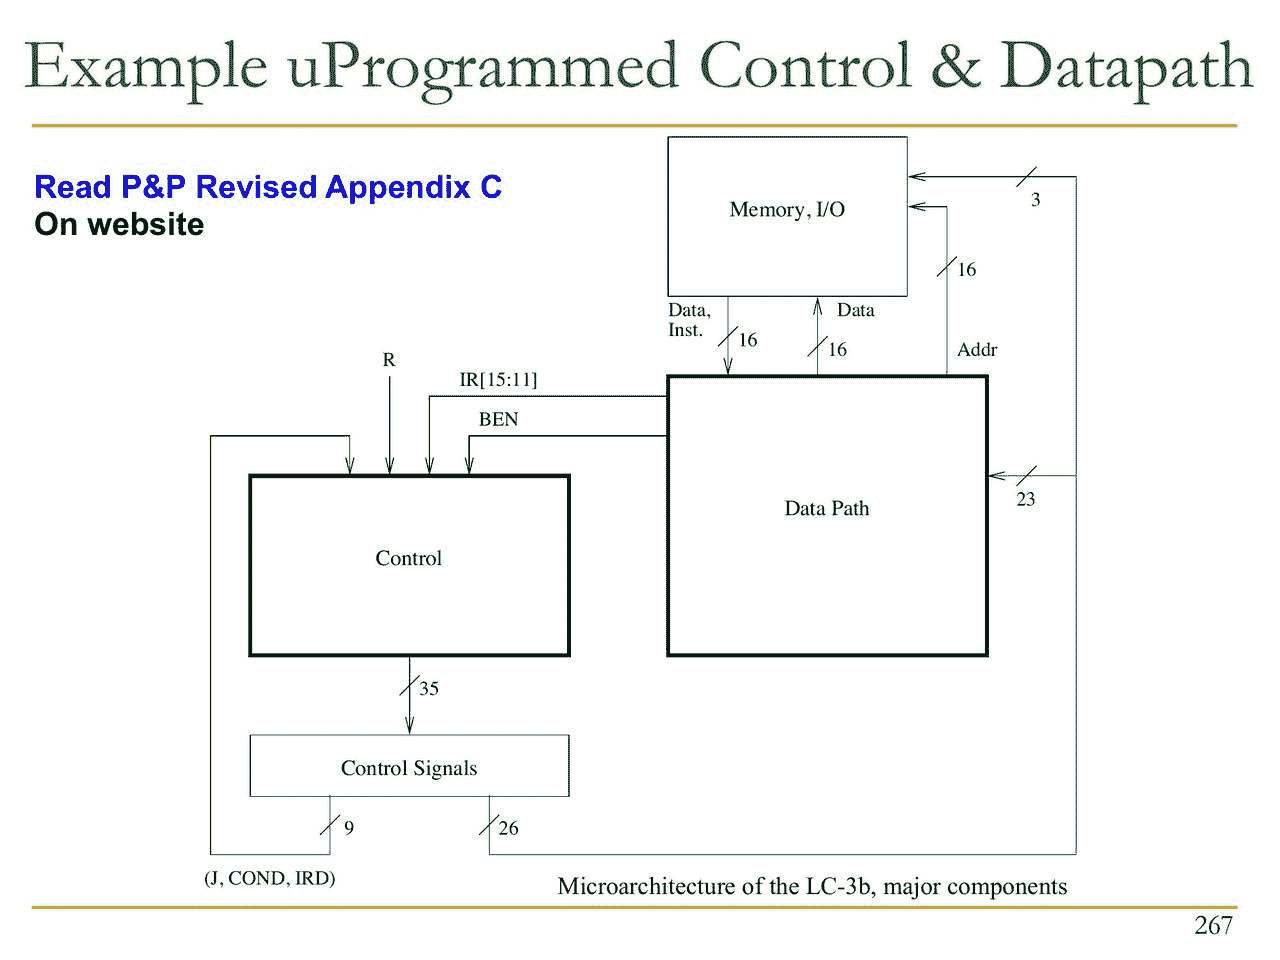 Example uProgrammed Control & Datapath
Read P&P Revised Appendix C
On website
Memory, I/O
3
16
Data,
Inst.
16
Data
16
Addr
R
IR[15:11]
BEN
Control
Data Path
23
35
Control Signals
9
26
(J, COND, IRD)
Microarchitecture of the LC-3b, major components
267